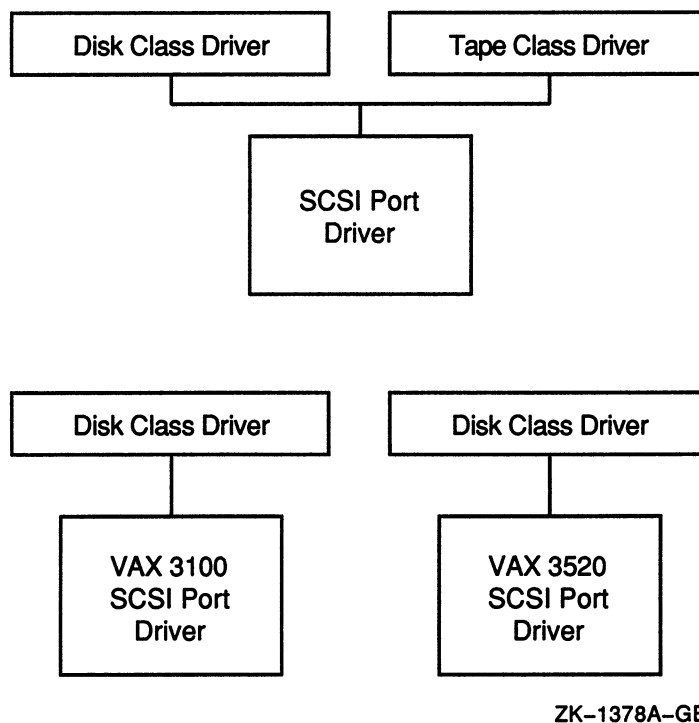 Disk Class Driver
Tape Class Driver
SCSI Port
Driver
Disk Class Driver
Disk Class Driver
VAX 3100
SCSI Port
Driver
VAX 3520
SCSI Port
Driver
ZK–1378A–GE